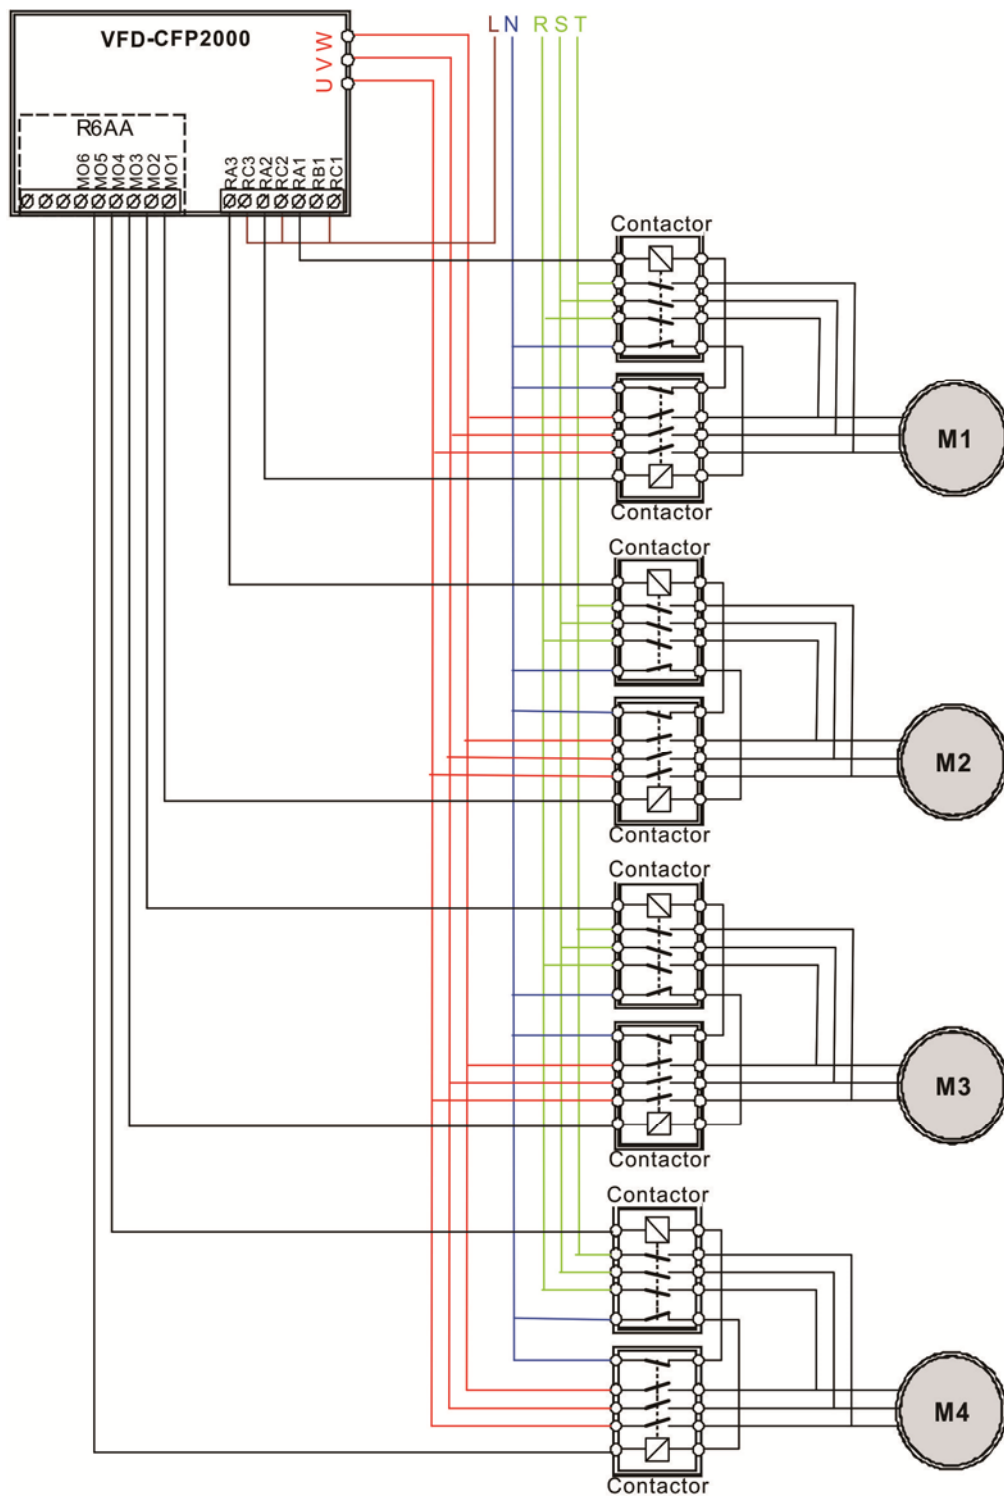 VFD-CFP2000
U V W
L N R S T
R6AA
MO6 MO5 MO4 MO3 MO2 MO1
RA3 RC3 RA2 RC2 RA1 RB1 RC1
Contactor
M1
Contactor
Contactor
M2
Contactor
Contactor
M3
Contactor
Contactor
M4
Contactor